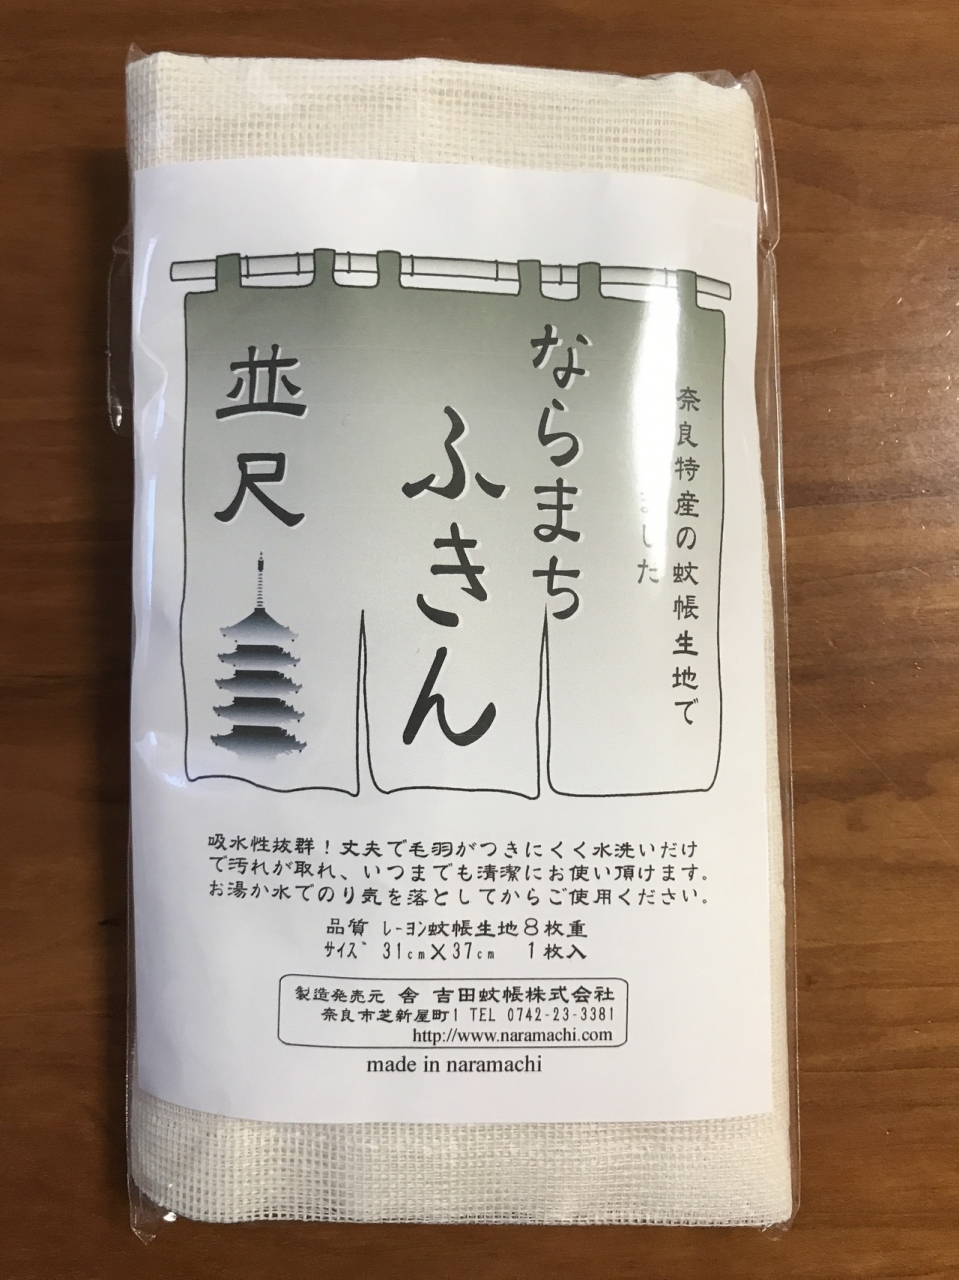 奈良特産の蚊帳生地で
ました
ならまち
ふきん
並尺
吸水性抜群！丈夫で毛羽がつきにくく水洗いだけ
で汚れが取れ、いつまでも清潔にお使い頂けます。
お湯か水でのり気を落としてからご使用ください。
品質 レーヨン蚊帳生地8枚重
サイズ 31cm×37cm 1枚入
製造発売元 吉田蚊帳株式会社
奈良市芝新屋町1 TEL 0742-23-3381
http://www.naramachi.com
made in naramachi